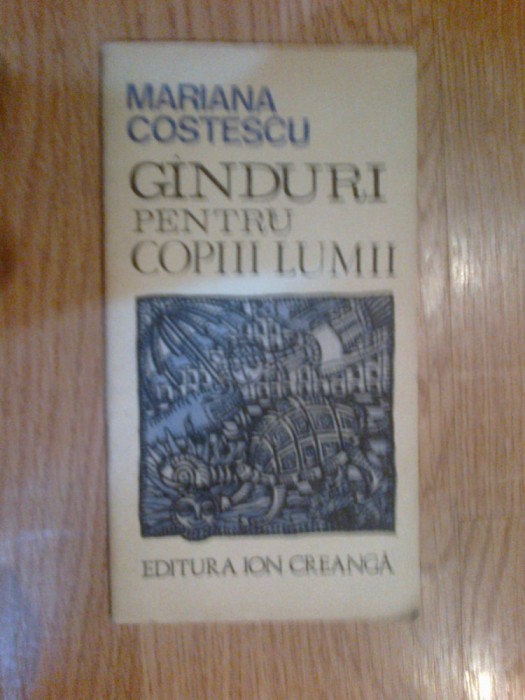 MARIANA
COSTESCU
GÎNDURI
PENTRU
COPIII LUMII
EDITURA ION CREANGĂ